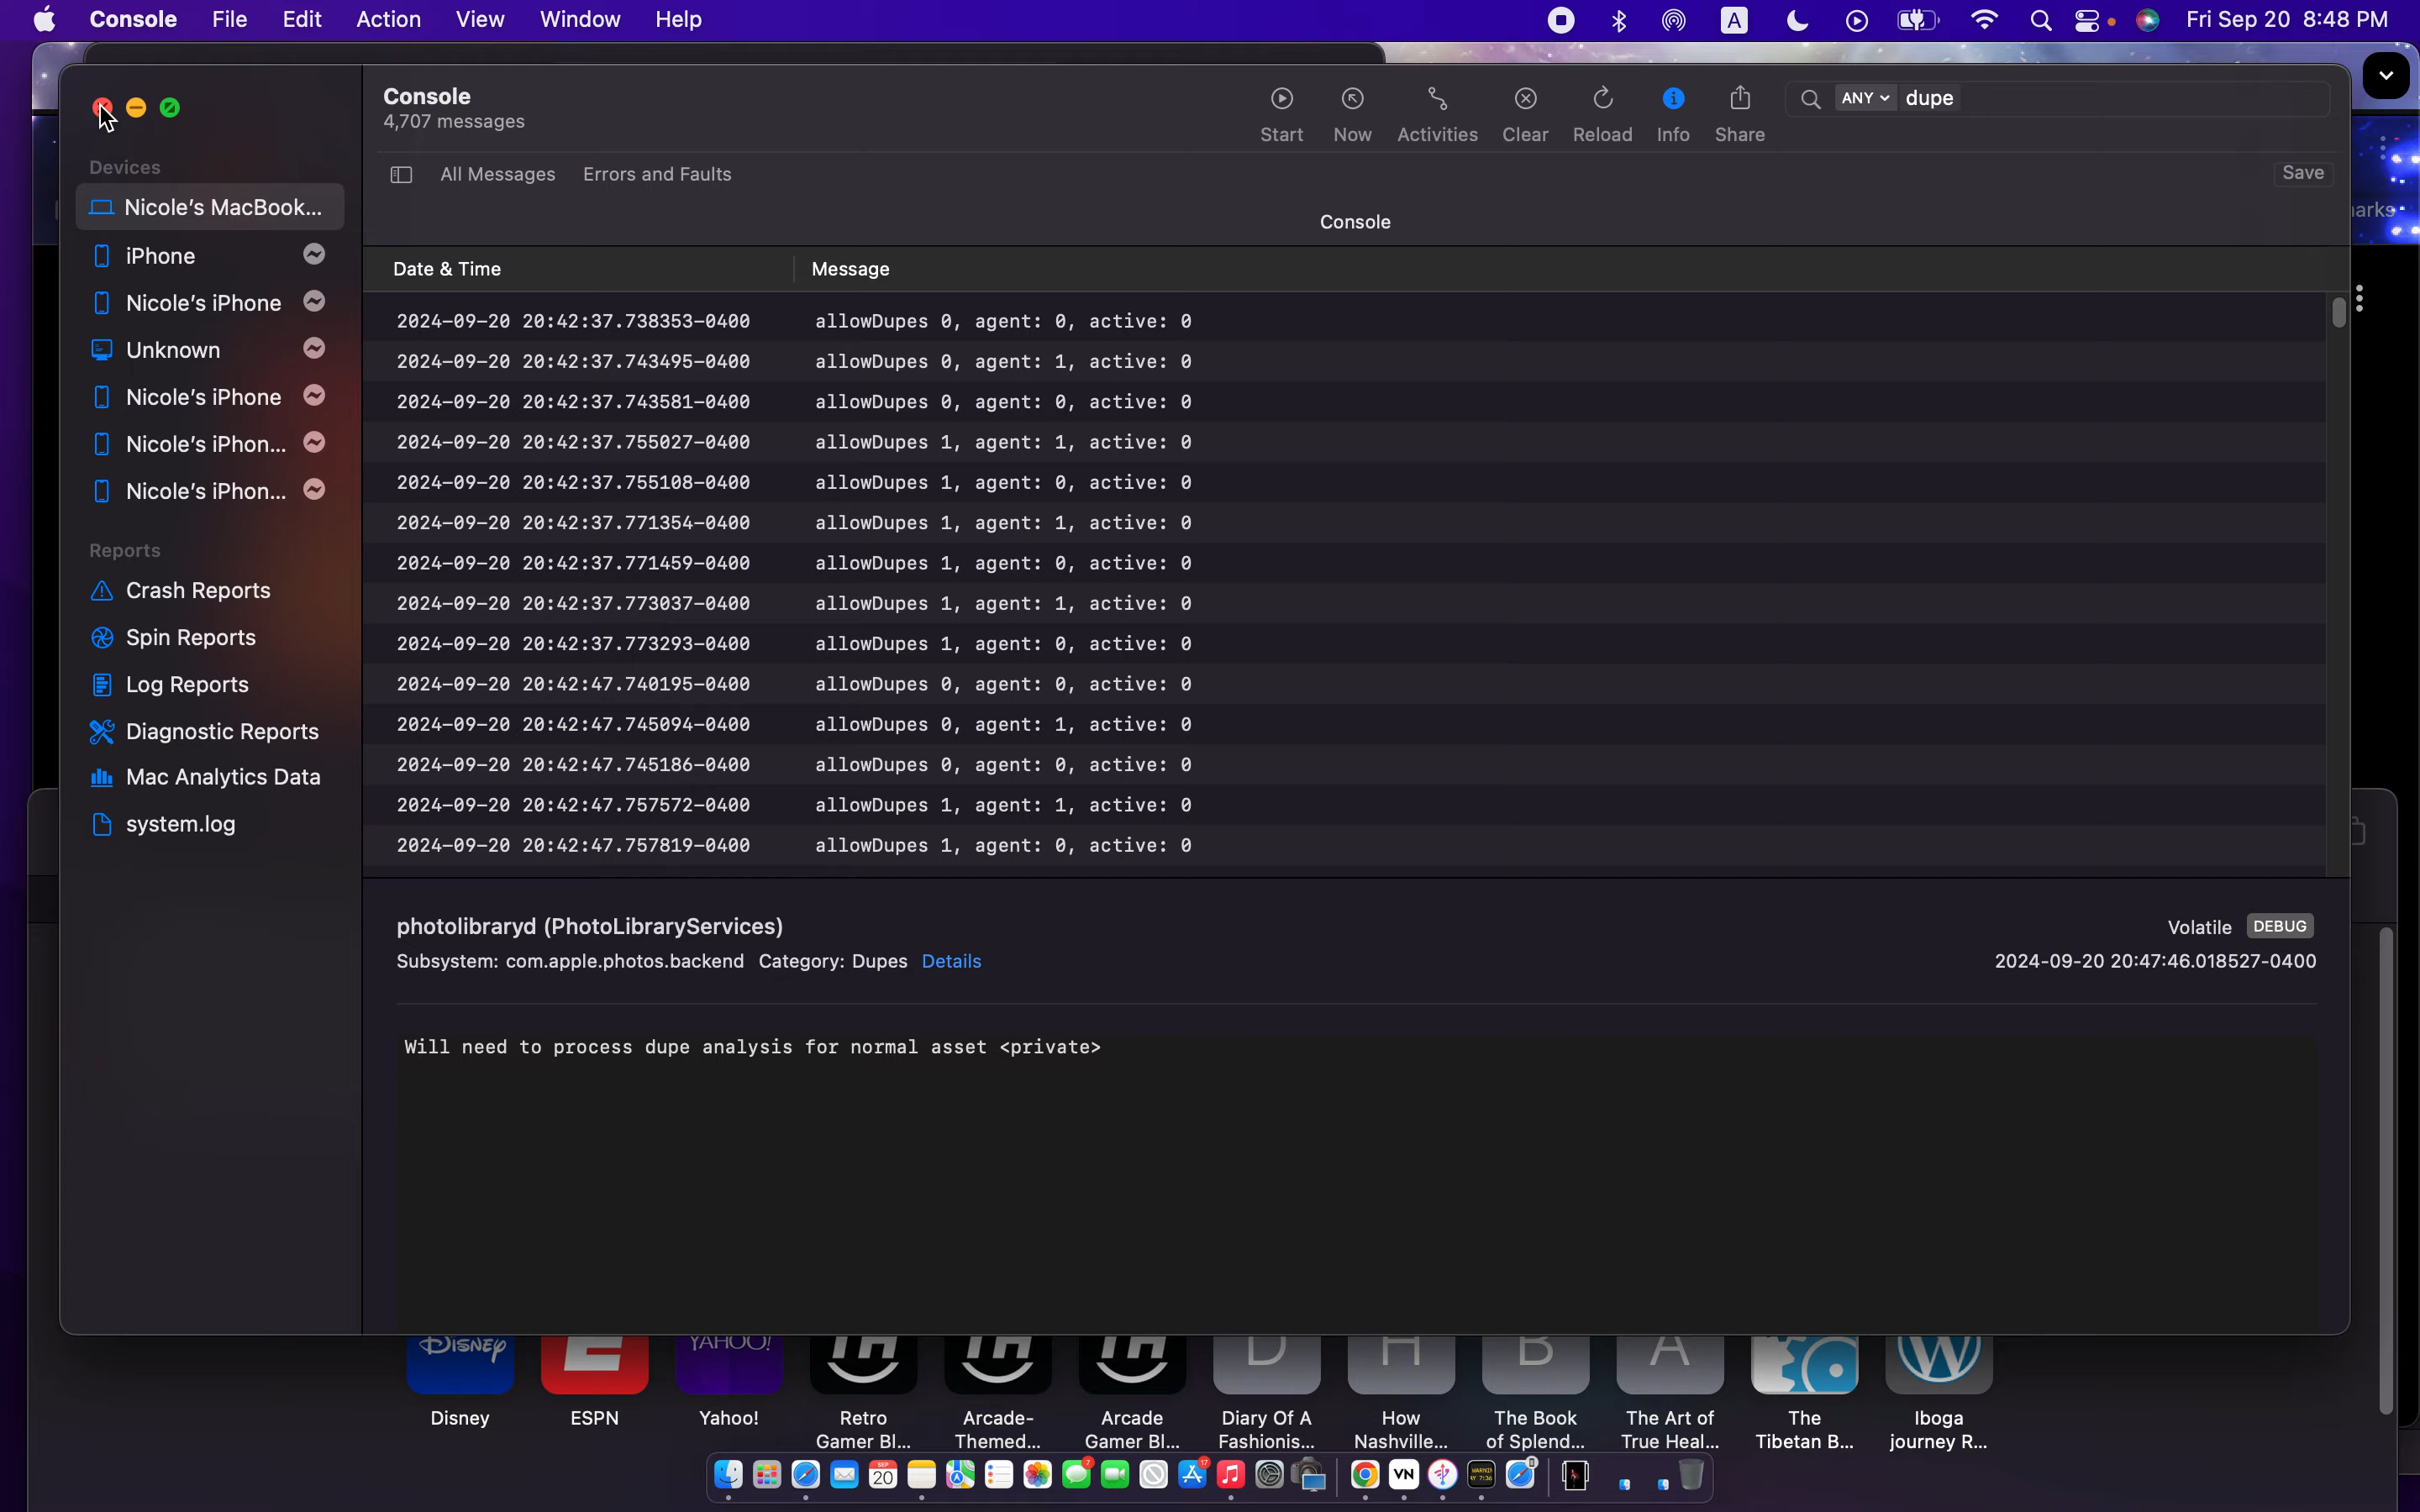 Console File Edit Action View Window Help
A
Fri Sep 20 8:48 PM
Console
4,707 messages
Start Now Activities Clear Reload Info Share
ANY dupe
All Messages Errors and Faults
Save
Console
Devices
Nicole's MacBook...
iPhone
Nicole's iPhone
Unknown
Nicole's iPhone
Nicole's iPhon...
Nicole's iPhon...
Reports
Crash Reports
Spin Reports
Log Reports
Diagnostic Reports
Mac Analytics Data
system.log
Date & Time Message
2024-09-20 20:42:37.738353-0400 allowDupes 0, agent: 0, active: 0
2024-09-20 20:42:37.743495-0400 allowDupes 0, agent: 1, active: 0
2024-09-20 20:42:37.743581-0400 allowDupes 0, agent: 0, active: 0
2024-09-20 20:42:37.755027-0400 allowDupes 1, agent: 1, active: 0
2024-09-20 20:42:37.755108-0400 allowDupes 1, agent: 0, active: 0
2024-09-20 20:42:37.771354-0400 allowDupes 1, agent: 1, active: 0
2024-09-20 20:42:37.771459-0400 allowDupes 1, agent: 0, active: 0
2024-09-20 20:42:37.773037-0400 allowDupes 1, agent: 1, active: 0
2024-09-20 20:42:37.773293-0400 allowDupes 1, agent: 0, active: 0
2024-09-20 20:42:47.740195-0400 allowDupes 0, agent: 0, active: 0
2024-09-20 20:42:47.745094-0400 allowDupes 0, agent: 1, active: 0
2024-09-20 20:42:47.745186-0400 allowDupes 0, agent: 0, active: 0
2024-09-20 20:42:47.757572-0400 allowDupes 1, agent: 1, active: 0
2024-09-20 20:42:47.757819-0400 allowDupes 1, agent: 0, active: 0
photolibraryd (PhotoLibraryServices)
Volatile DEBUG
Subsystem: com.apple.photos.backend Category: Dupes Details
2024-09-20 20:47:46.018527-0400
Will need to process dupe analysis for normal asset <private>
DISNEY E YAHOO! D H B A W
Disney ESPN Yahoo! Retro Arcade- Arcade Diary Of A How The Book The Art of The Iboga
Gamer Bl... Themed... Gamer Bl... Fashionis... Nashville... of Splend... True Heal... Tibetan B... journey R...
SEP
20
7
17
VN